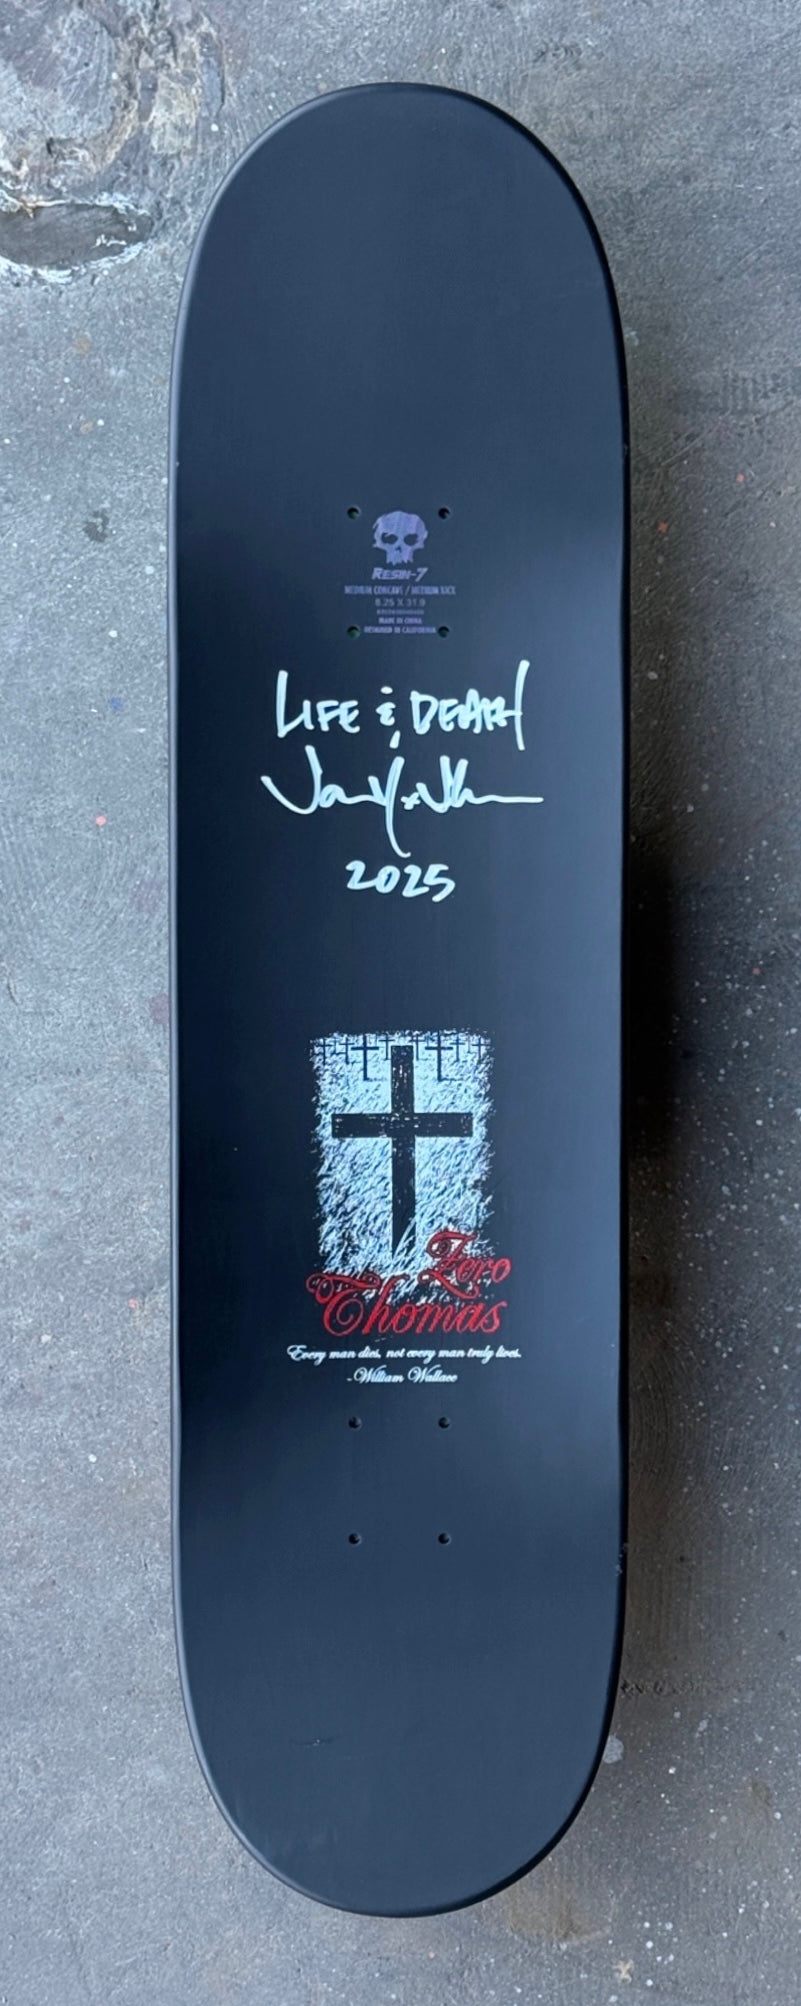 RESIN-7
MEDIUM CONCAVE / MEDIUM KICK
8.25 X 31.9
MADE IN CHINA
DESIGNED IN CALIFORNIA
LIFE & DEATH
2025
Zero
Thomas
Every man dies, not every man truly lives.
-William Wallace